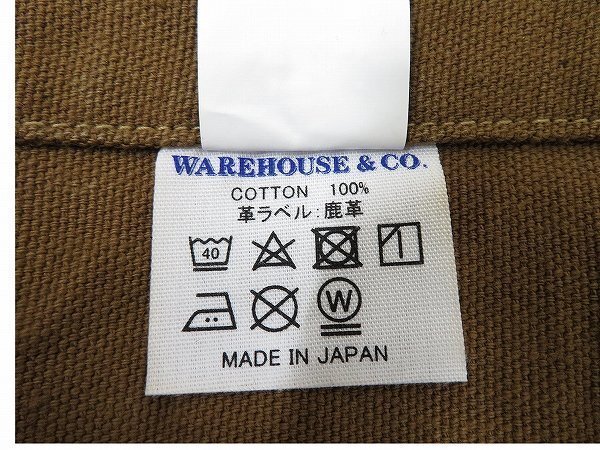 WAREHOUSE & CO.
COTTON 100%
革ラベル:鹿革
40
W
MADE IN JAPAN